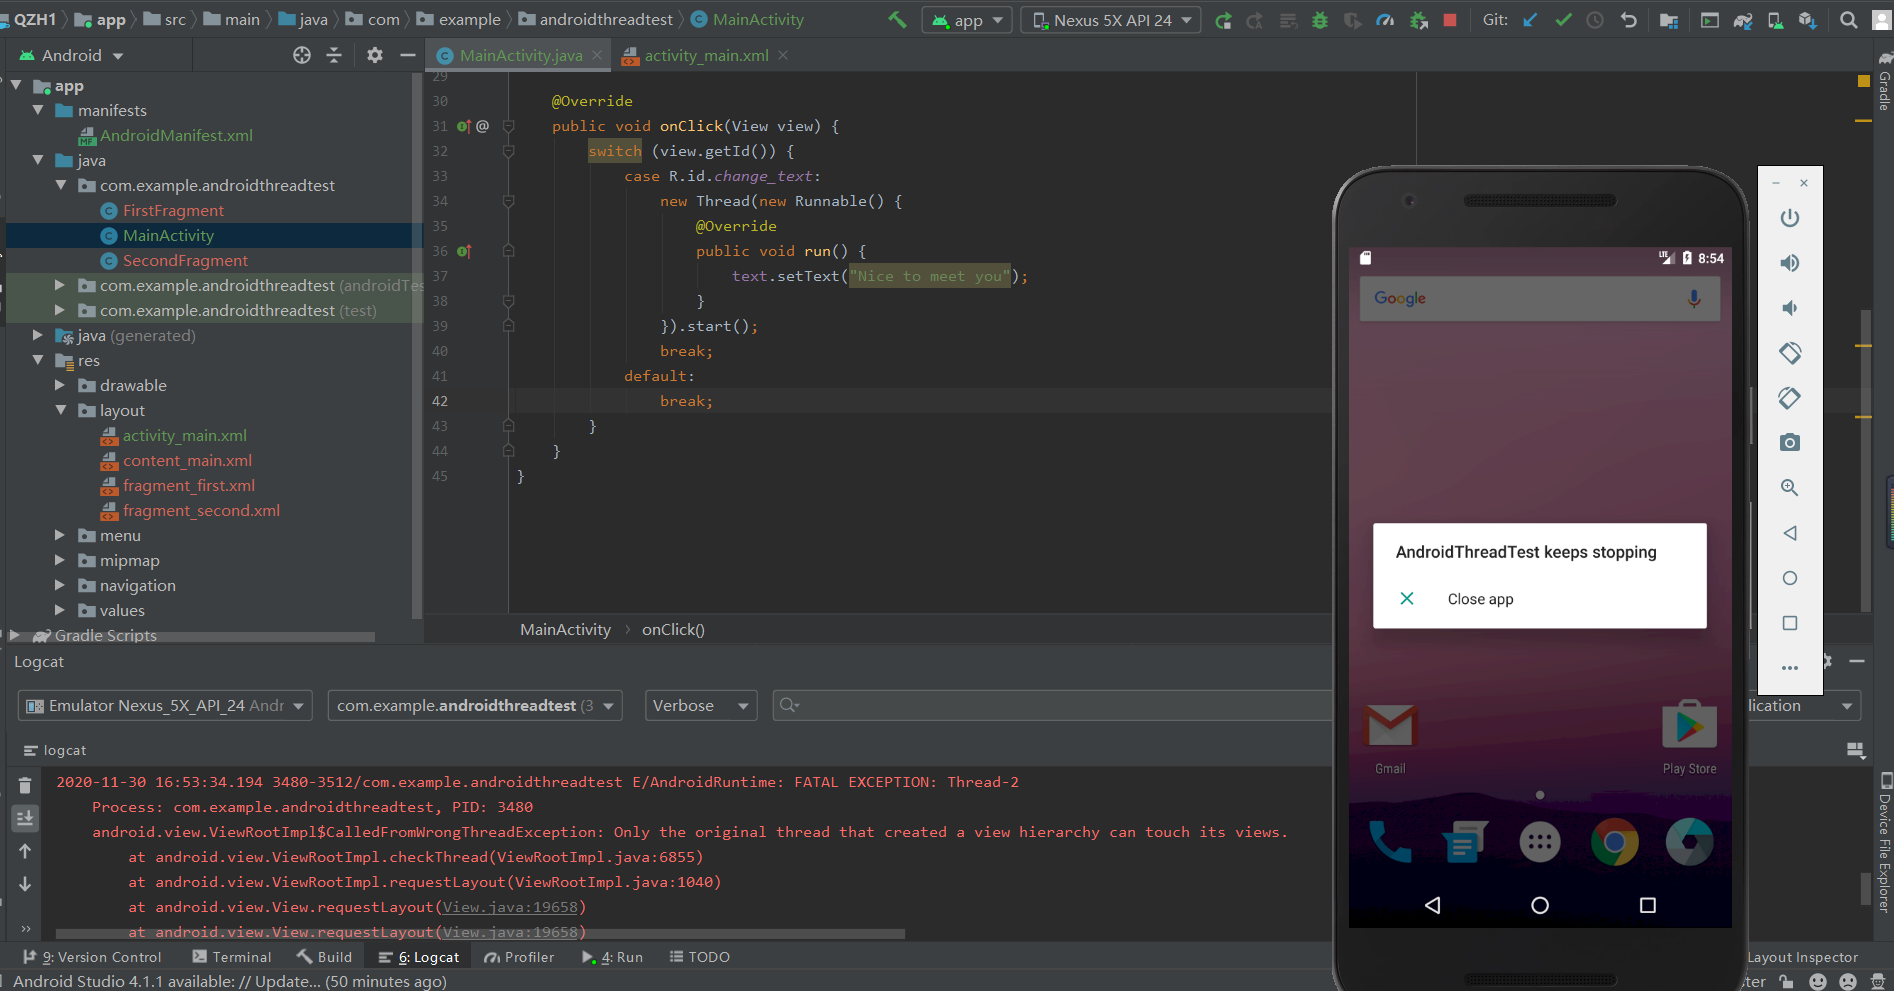 QZH1 app src main java com example androidthreadtest MainActivity app Nexus 5X API 24 Git:
Android MainActivity.java activity_main.xml
app
manifests
AndroidManifest.xml
java
com.example.androidthreadtest
FirstFragment
MainActivity
SecondFragment
com.example.androidthreadtest (androidTes
com.example.androidthreadtest (test)
java (generated)
res
drawable
layout
activity_main.xml
content_main.xml
fragment_first.xml
fragment_second.xml
menu
mipmap
navigation
values
Gradle Scripts
29
30 @Override
31 @ public void onClick(View view) {
32 switch (view.getId()) {
33 case R.id.change_text:
34 new Thread(new Runnable() {
35 @Override
36 public void run() {
37 text.setText("Nice to meet you");
38 }
39 }).start();
40 break;
41 default:
42 break;
43 }
44 }
45 }
MainActivity onClick()
Gradle
LTE 8:54
Google
AndroidThreadTest keeps stopping
Close app
Gmail Play Store
Logcat
Emulator Nexus_5X_API_24 Andr com.example.androidthreadtest (3 Verbose lication
logcat
2020-11-30 16:53:34.194 3480-3512/com.example.androidthreadtest E/AndroidRuntime: FATAL EXCEPTION: Thread-2
Process: com.example.androidthreadtest, PID: 3480
android.view.ViewRootImpl$CalledFromWrongThreadException: Only the original thread that created a view hierarchy can touch its views.
at android.view.ViewRootImpl.checkThread(ViewRootImpl.java:6855)
at android.view.ViewRootImpl.requestLayout(ViewRootImpl.java:1040)
at android.view.View.requestLayout(View.java:19658)
at android.view.View.requestLayout(View.java:19658)
Device File Explorer
9: Version Control Terminal Build 6: Logcat Profiler 4: Run TODO Layout Inspector
Android Studio 4.1.1 available: // Update... (50 minutes ago) ter